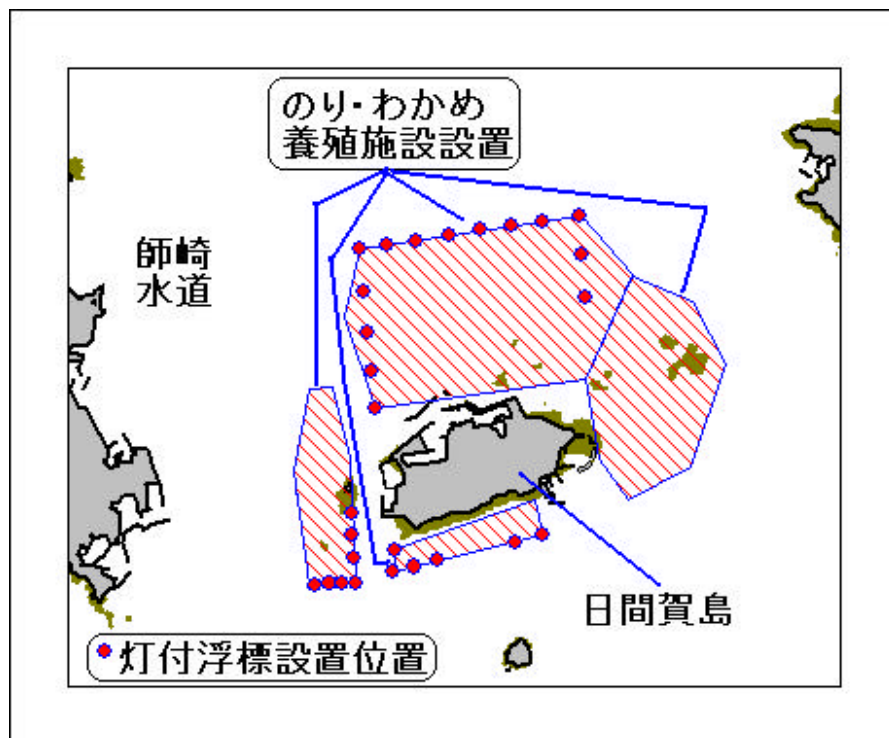 のり・わかめ
養殖施設設置
師崎
水道
日間賀島
灯付浮標設置位置